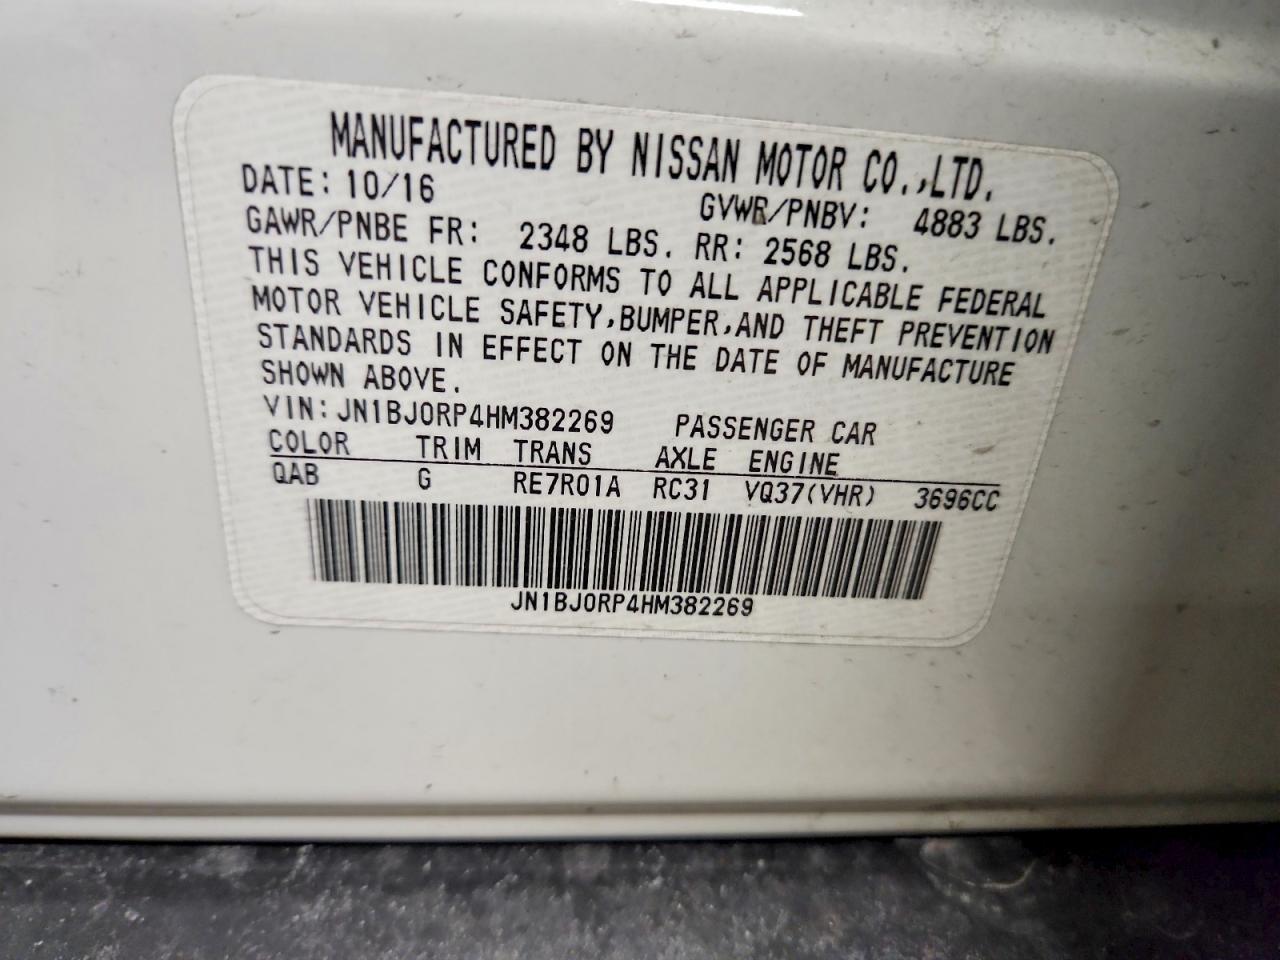 MANUFACTURED BY NISSAN MOTOR CO.,LTD.
DATE: 10/16 GVWR/PNBV: 4883 LBS.
GAWR/PNBE FR: 2348 LBS. RR: 2568 LBS.
THIS VEHICLE CONFORMS TO ALL APPLICABLE FEDERAL
MOTOR VEHICLE SAFETY,BUMPER,AND THEFT PREVENTION
STANDARDS IN EFFECT ON THE DATE OF MANUFACTURE
SHOWN ABOVE.
VIN: JN1BJ0RP4HM382269 PASSENGER CAR
COLOR TRIM TRANS AXLE ENGINE
QAB G RE7R01A RC31 VQ37(VHR) 3696CC
JN1BJ0RP4HM382269